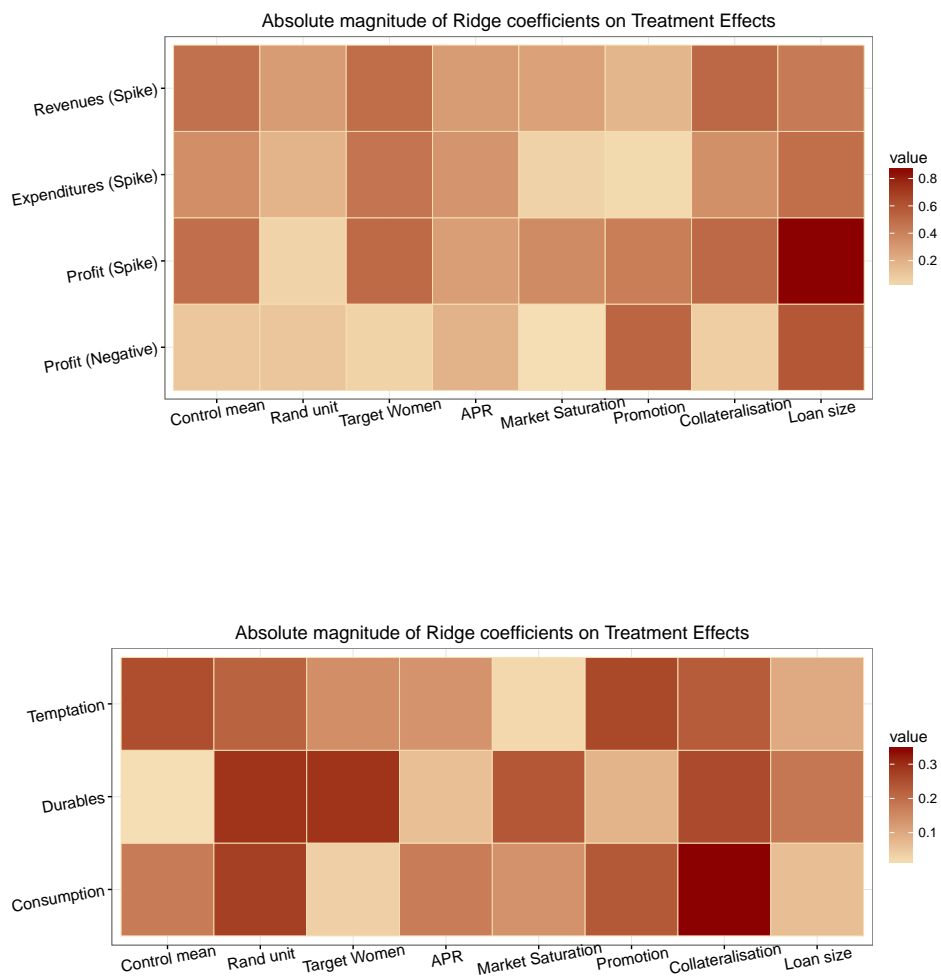 Absolute magnitude of Ridge coefficients on Treatment Effects
Revenues (Spike)
Expenditures (Spike)
Profit (Spike)
Profit (Negative)
Control mean
Rand unit
Target Women
APR
Market Saturation
Promotion
Collateralisation
Loan size
value
0.8
0.6
0.4
0.2
Absolute magnitude of Ridge coefficients on Treatment Effects
Temptation
Durables
Consumption
Control mean
Rand unit
Target Women
APR
Market Saturation
Promotion
Collateralisation
Loan size
value
0.3
0.2
0.1